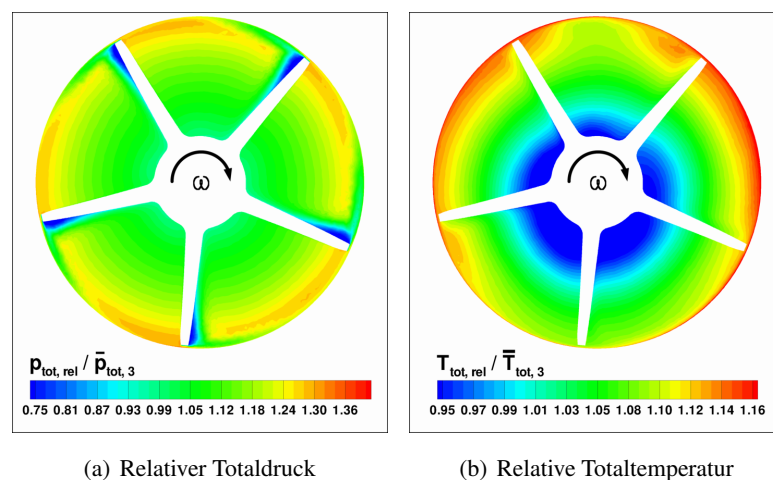 ω
p_tot, rel / p̄_tot, 3
0.75 0.81 0.87 0.93 0.99 1.05 1.12 1.18 1.24 1.30 1.36
(a) Relativer Totaldruck
ω
T_tot, rel / T̿_tot, 3
0.95 0.97 0.99 1.01 1.03 1.05 1.08 1.10 1.12 1.14 1.16
(b) Relative Totaltemperatur